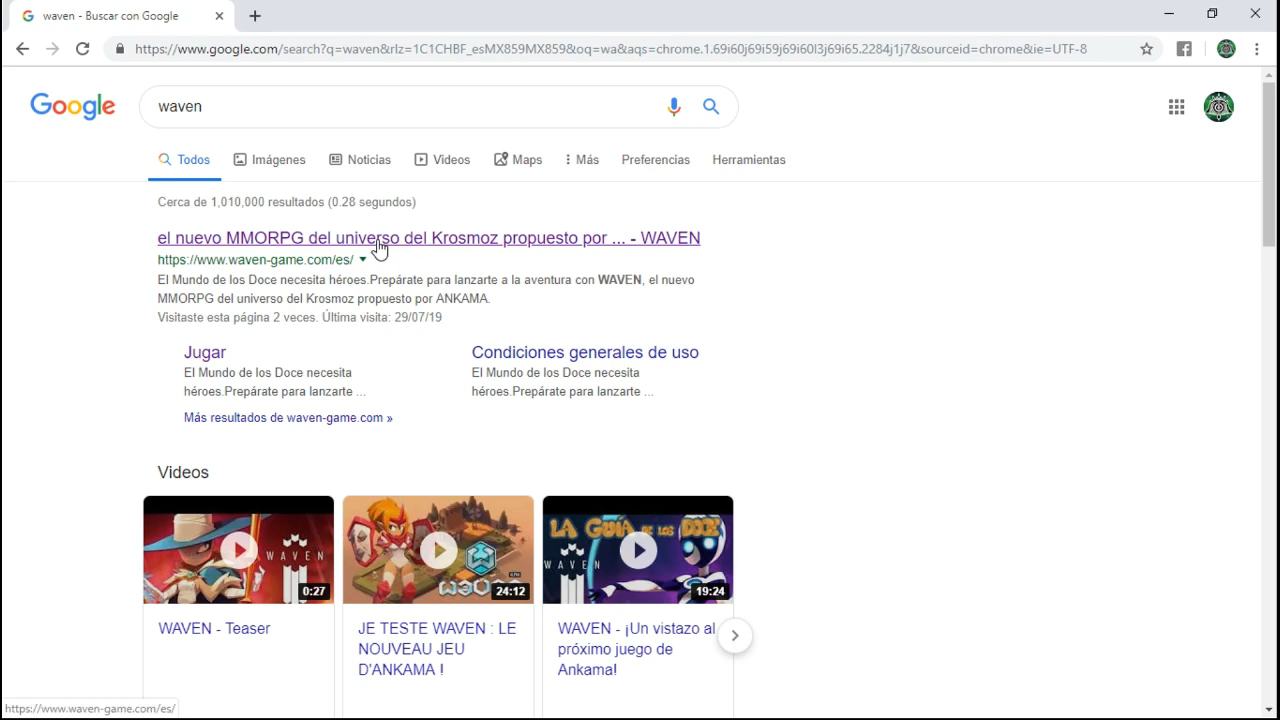 waven - Buscar con Google
https://www.google.com/search?q=waven&rlz=1C1CHBF_esMX859MX859&oq=wa&aqs=chrome.1.69i60j69i59j69i60l3j69i65.2284j1j7&sourceid=chrome&ie=UTF-8
Google
waven
Todos Imágenes Noticias Videos Maps Más Preferencias Herramientas
Cerca de 1,010,000 resultados (0.28 segundos)
el nuevo MMORPG del universo del Krosmoz propuesto por ... - WAVEN
https://www.waven-game.com/es/
El Mundo de los Doce necesita héroes.Prepárate para lanzarte a la aventura con WAVEN, el nuevo
MMORPG del universo del Krosmoz propuesto por ANKAMA.
Visitaste esta página 2 veces. Última visita: 29/07/19
Jugar
El Mundo de los Doce necesita
héroes.Prepárate para lanzarte ...
Condiciones generales de uso
El Mundo de los Doce necesita
héroes.Prepárate para lanzarte ...
Más resultados de waven-game.com »
Videos
WAVEN
0:27
WAVEN - Teaser
WAVEN
24:12
JE TESTE WAVEN : LE
NOUVEAU JEU
D'ANKAMA !
LA GUIA DE LOS DOCE
WAVEN
19:24
WAVEN - ¡Un vistazo al
próximo juego de
Ankama!
https://www.waven-game.com/es/